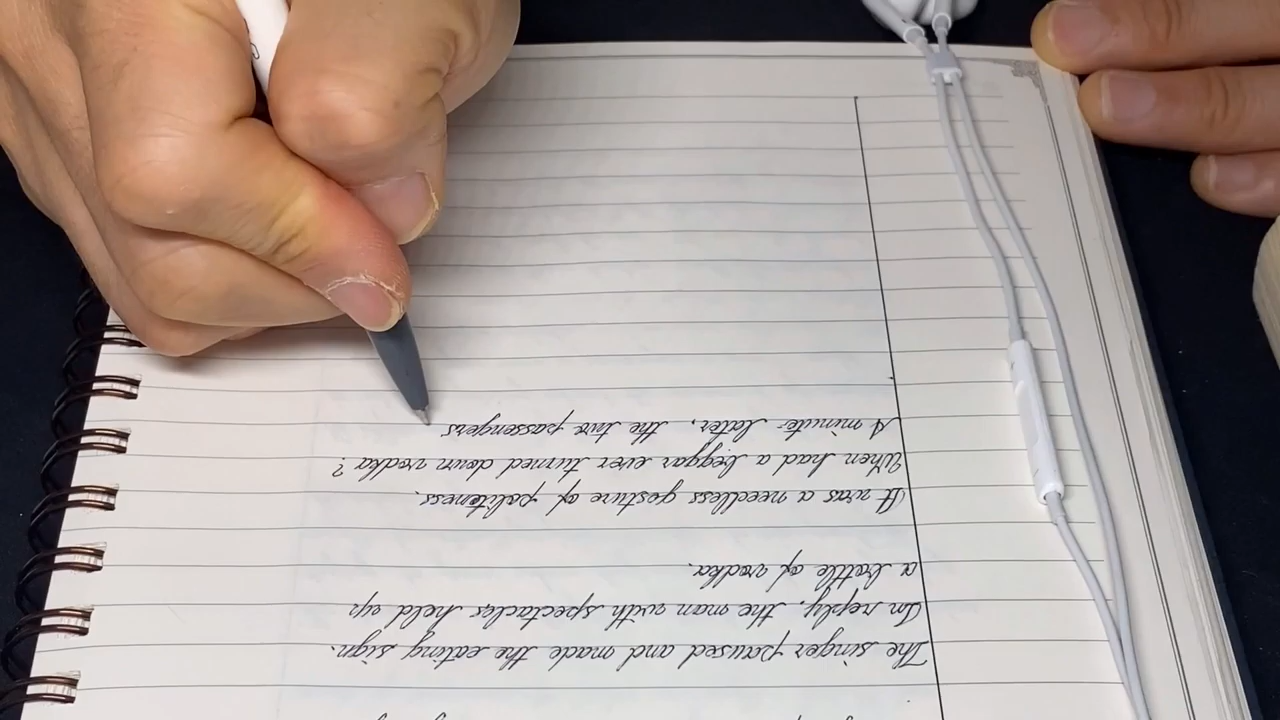 The singer paused and made the eating sign.
In reply, the man with spectacles held up
a bottle of vodka.
It was a needless gesture of politeness.
When had a beggar ever turned down vodka?
A minute later, the two passengers